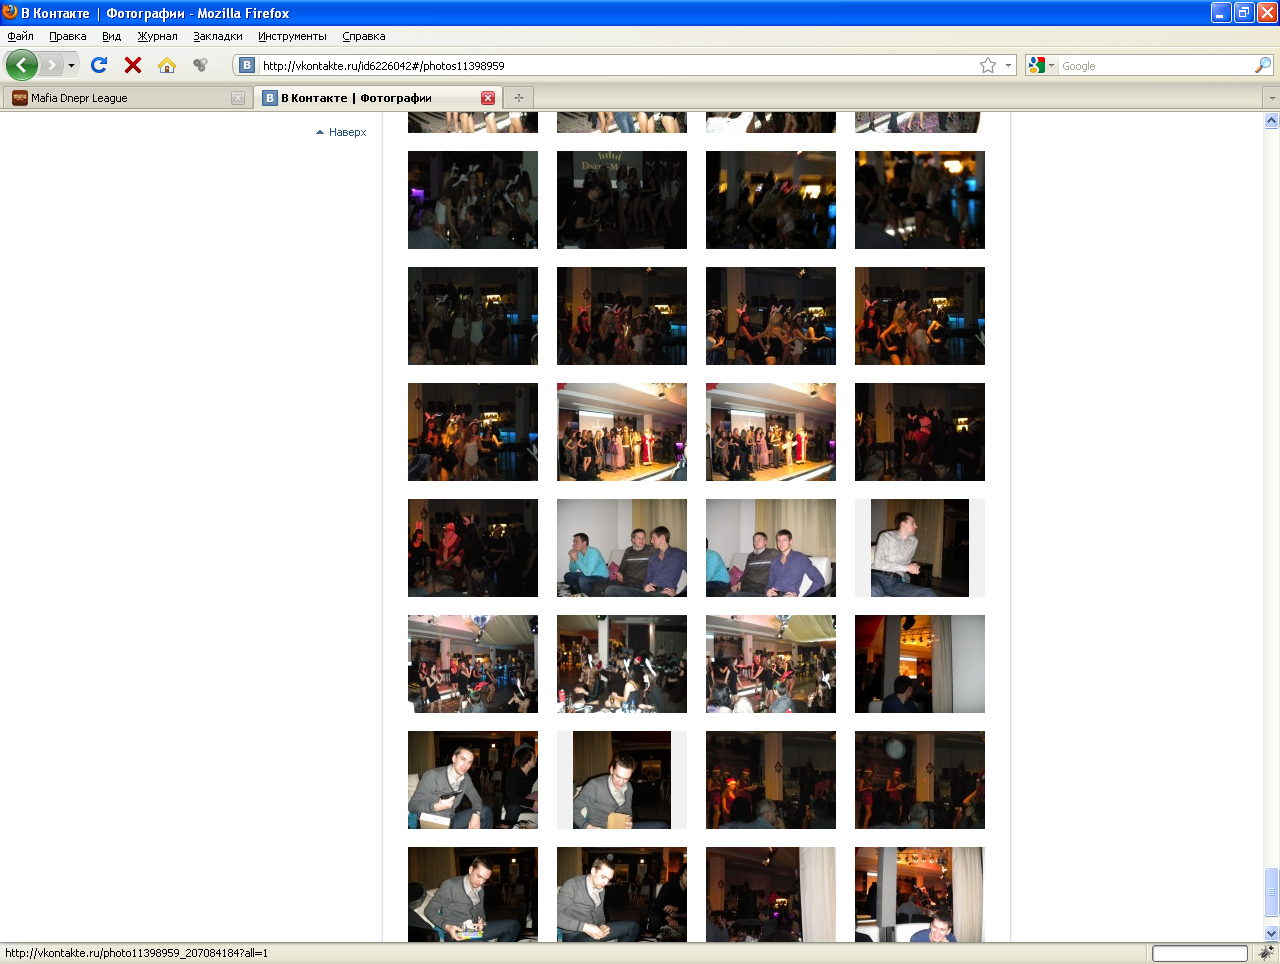 В Контакте | Фотографии - Mozilla Firefox
Файл Правка Вид Журнал Закладки Инструменты Справка
В http://vkontakte.ru/id6226042#/photos11398959 Google
Mafia Dnepr League В В Контакте | Фотографии
Наверх
http://vkontakte.ru/photo11398959_207084184?all=1